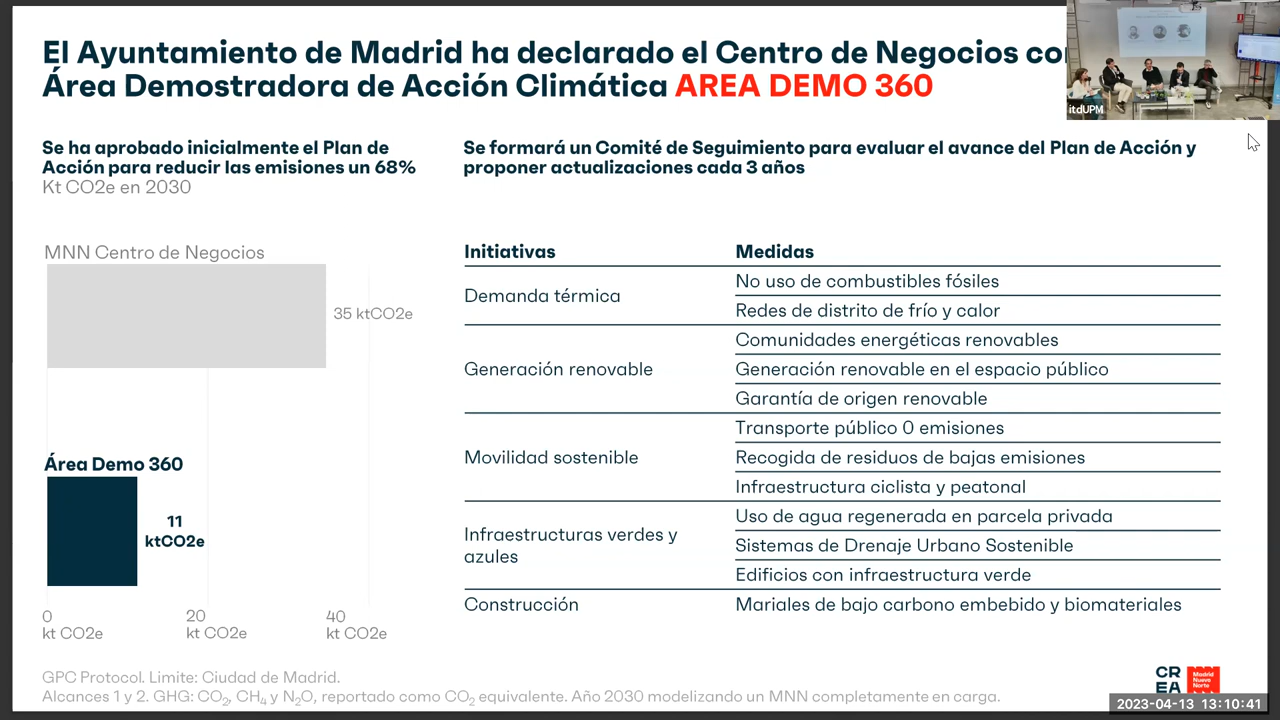 El Ayuntamiento de Madrid ha declarado el Centro de Negocios
Área Demostradora de Acción Climática AREA DEMO 360
itdUPM
Se ha aprobado inicialmente el Plan de
Acción para reducir las emisiones un 68%
Kt CO2e en 2030
Se formará un Comité de Seguimiento para evaluar el avance del Plan de Acción y
proponer actualizaciones cada 3 años
MNN Centro de Negocios
35 ktCO2e
Área Demo 360
11
ktCO2e
0
kt CO2e
20
kt CO2e
40
kt CO2e
Initiativas
Medidas
Demanda térmica
No uso de combustibles fósiles
Redes de distrito de frío y calor
Generación renovable
Comunidades energéticas renovables
Generación renovable en el espacio público
Garantía de origen renovable
Movilidad sostenible
Transporte público 0 emisiones
Recogida de residuos de bajas emisiones
Infraestructura ciclista y peatonal
Infraestructuras verdes y
azules
Uso de agua regenerada en parcela privada
Sistemas de Drenaje Urbano Sostenible
Edificios con infraestructura verde
Construcción
Mariales de bajo carbono embebido y biomateriales
GPC Protocol. Limite: Ciudad de Madrid.
Alcances 1 y 2. GHG: CO₂, CH₄ y N₂O, reportado como CO₂ equivalente. Año 2030 modelizando un MNN completamente en carga.
CR
EA
Madrid
Nuevo
Norte
2023-04-13 13:10:41